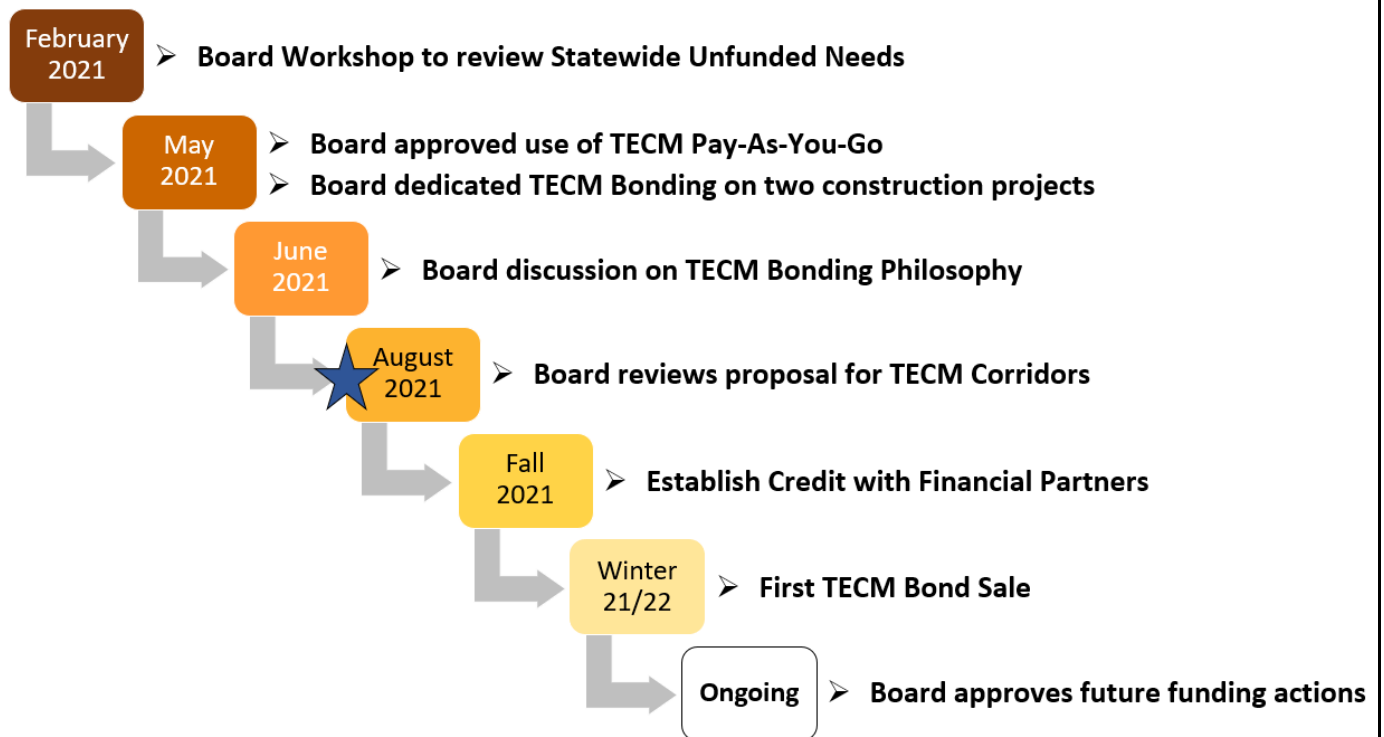 February
2021
➢ Board Workshop to review Statewide Unfunded Needs
May
2021
➢ Board approved use of TECM Pay-As-You-Go
➢ Board dedicated TECM Bonding on two construction projects
June
2021
➢ Board discussion on TECM Bonding Philosophy
August
2021
➢ Board reviews proposal for TECM Corridors
Fall
2021
➢ Establish Credit with Financial Partners
Winter
21/22
➢ First TECM Bond Sale
Ongoing
➢ Board approves future funding actions